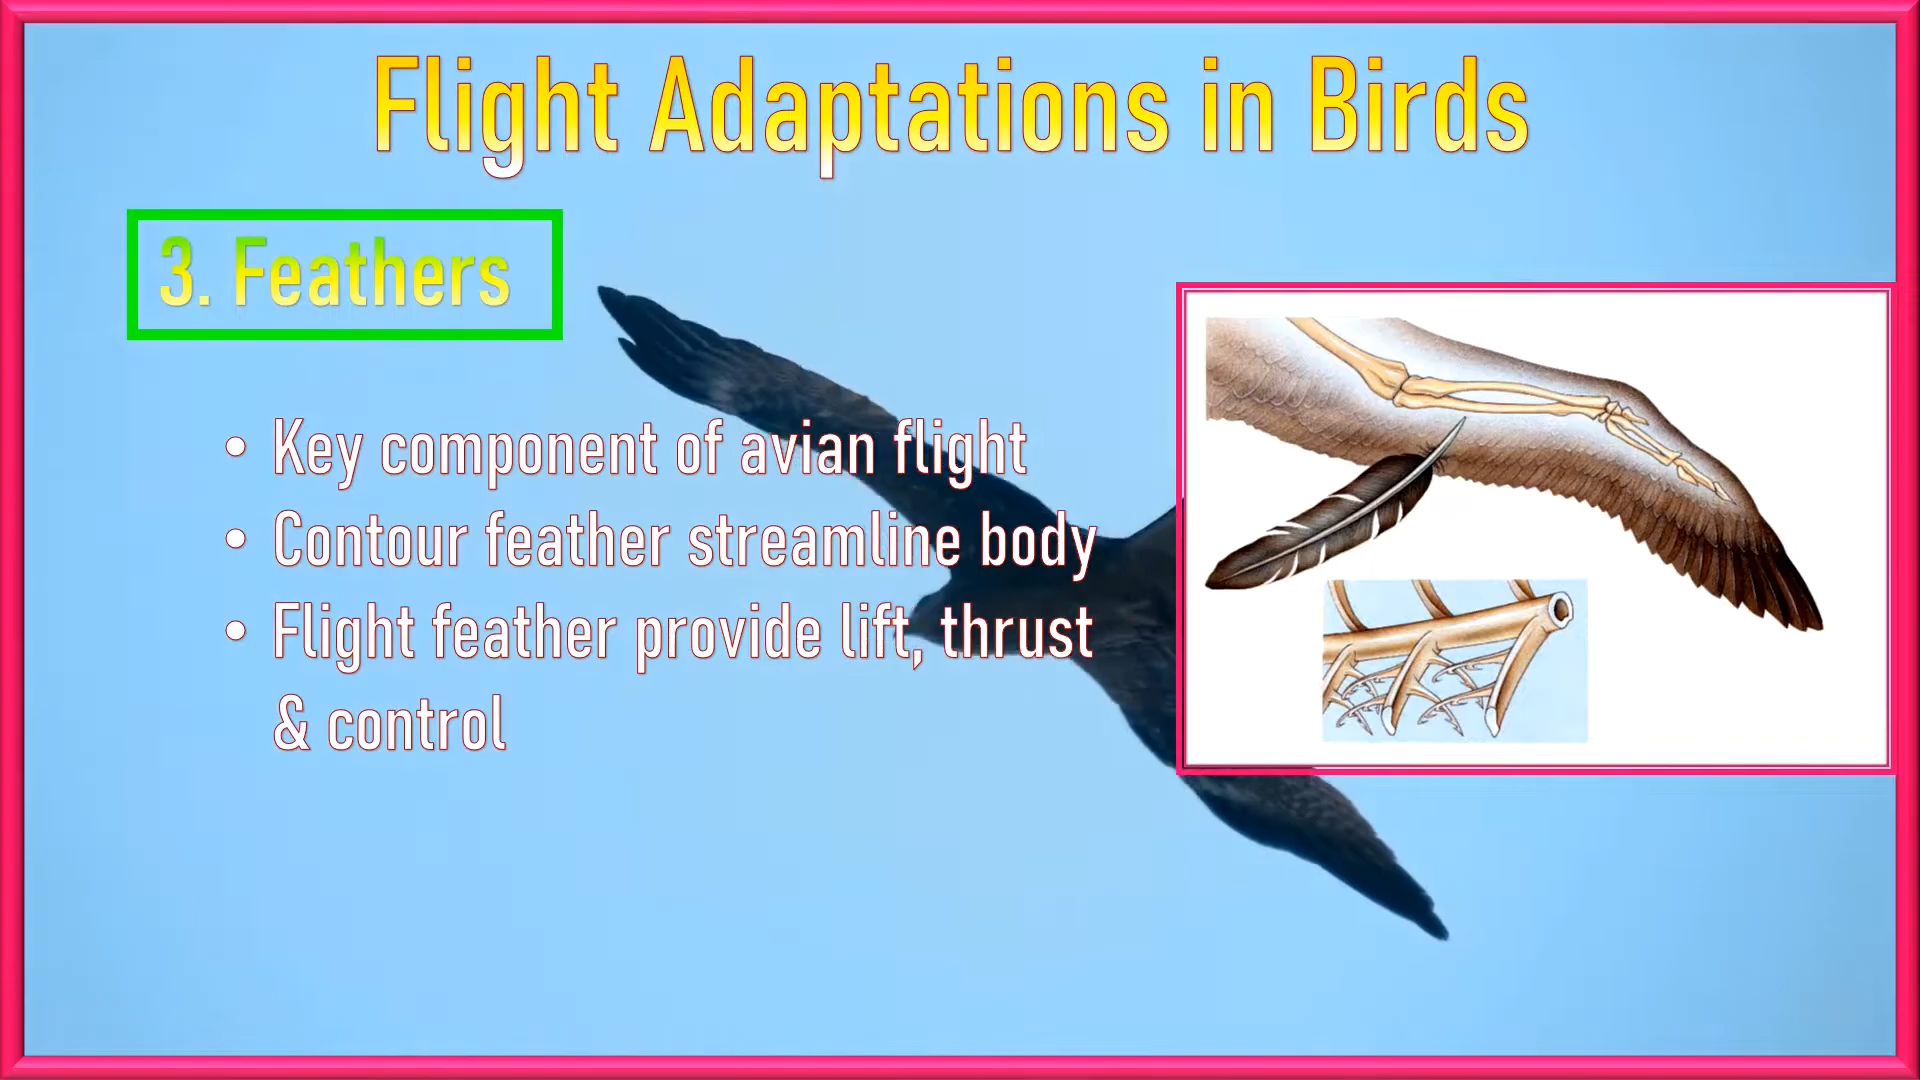 Flight Adaptations in Birds
3. Feathers
• Key component of avian flight
• Contour feather streamline body
• Flight feather provide lift, thrust
& control